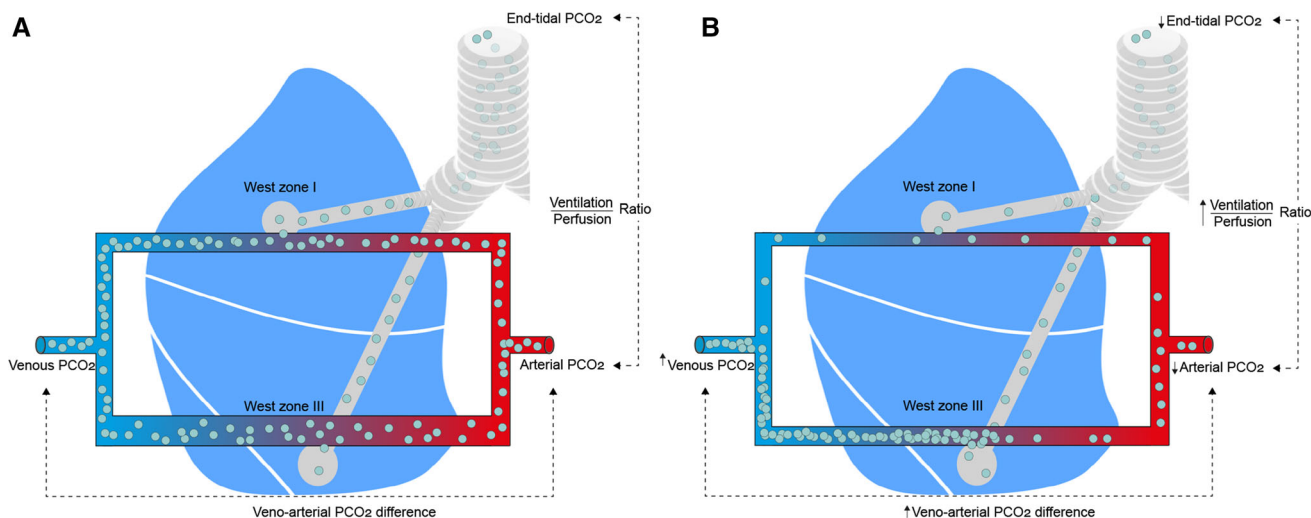 A
End-tidal PCO₂
West zone I
Ventilation
Perfusion
Ratio
Venous PCO₂
Arterial PCO₂
West zone III
Veno-arterial PCO₂ difference
B
↓ End-tidal PCO₂
West zone I
↑ Ventilation
Perfusion
Ratio
↑ Venous PCO₂
↓ Arterial PCO₂
West zone III
↑ Veno-arterial PCO₂ difference